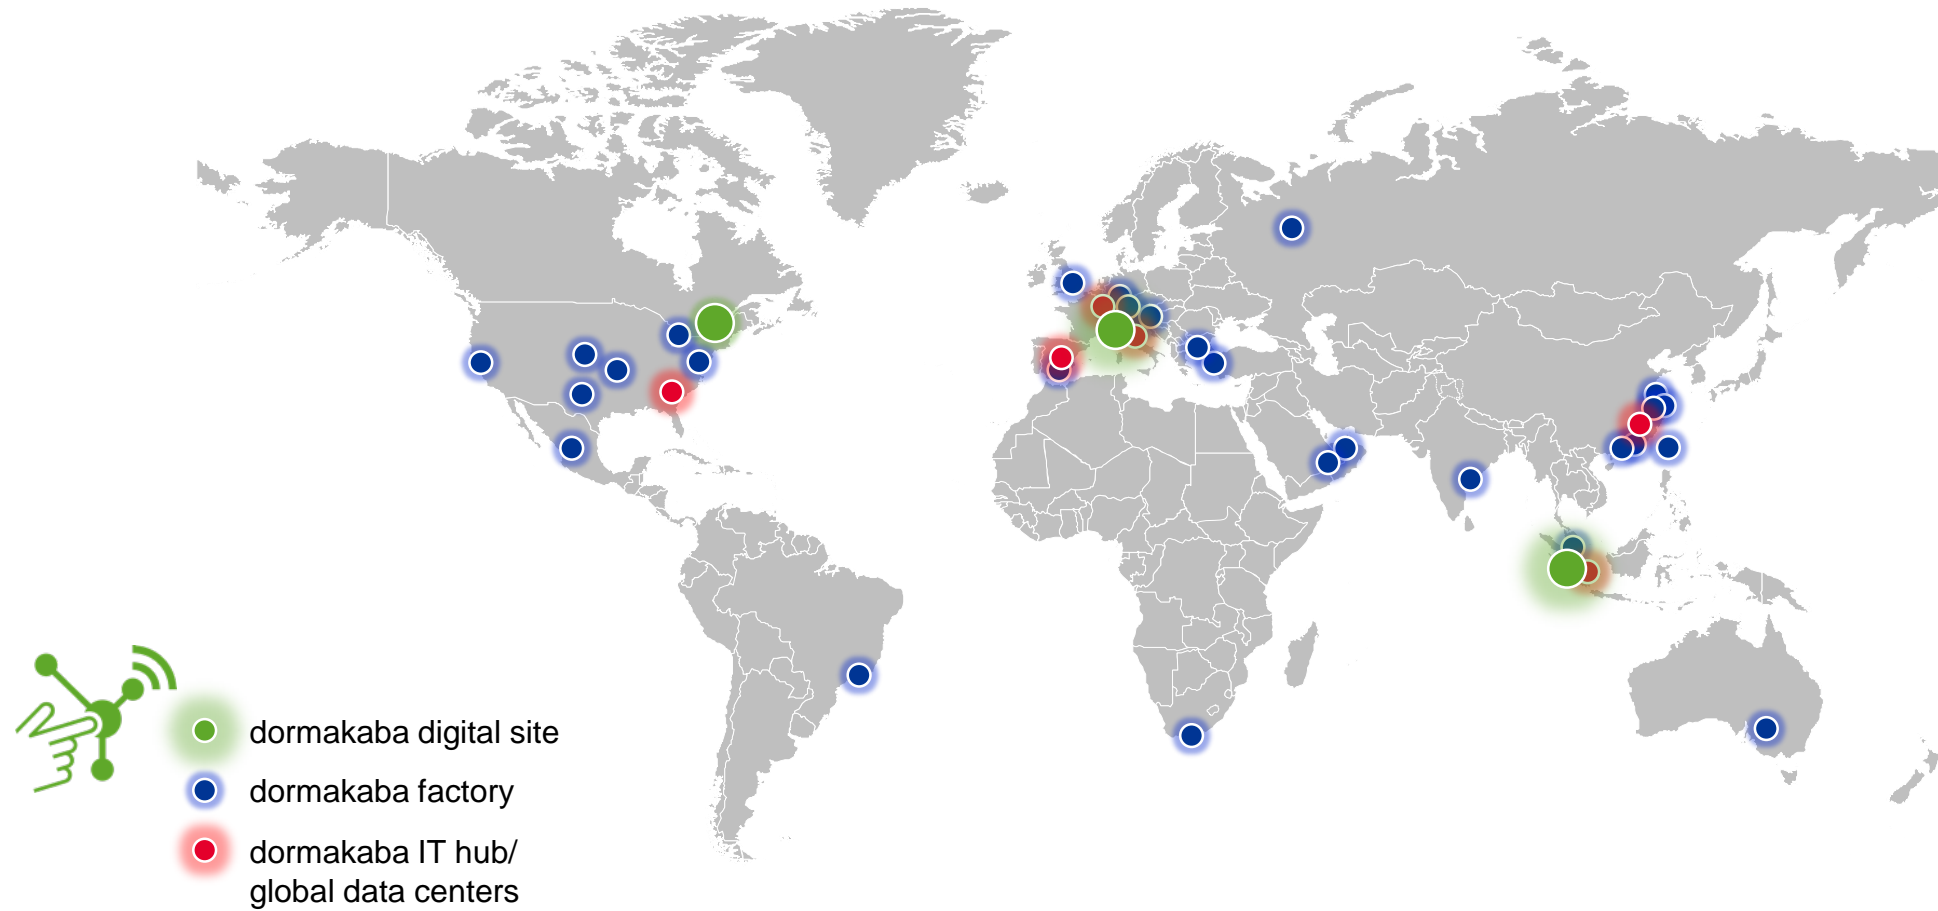 dormakaba digital site
dormakaba factory
dormakaba IT hub/
global data centers